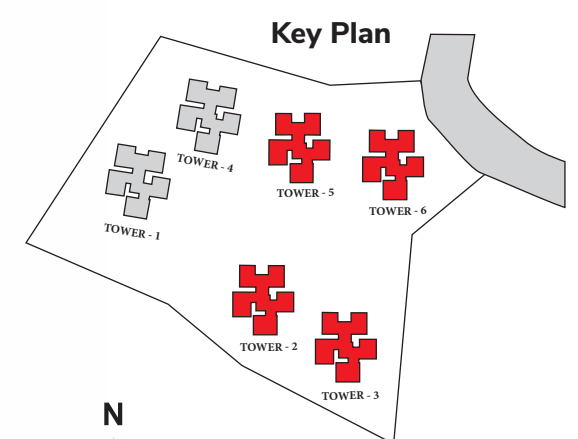 Key Plan
TOWER - 4
TOWER - 5
TOWER - 6
TOWER - 1
TOWER - 2
TOWER - 3
N